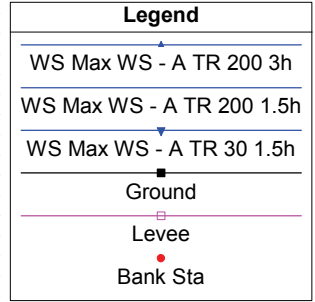 Legend
WS Max WS - A TR 200 3h
WS Max WS - A TR 200 1.5h
WS Max WS - A TR 30 1.5h
Ground
Levee
Bank Sta